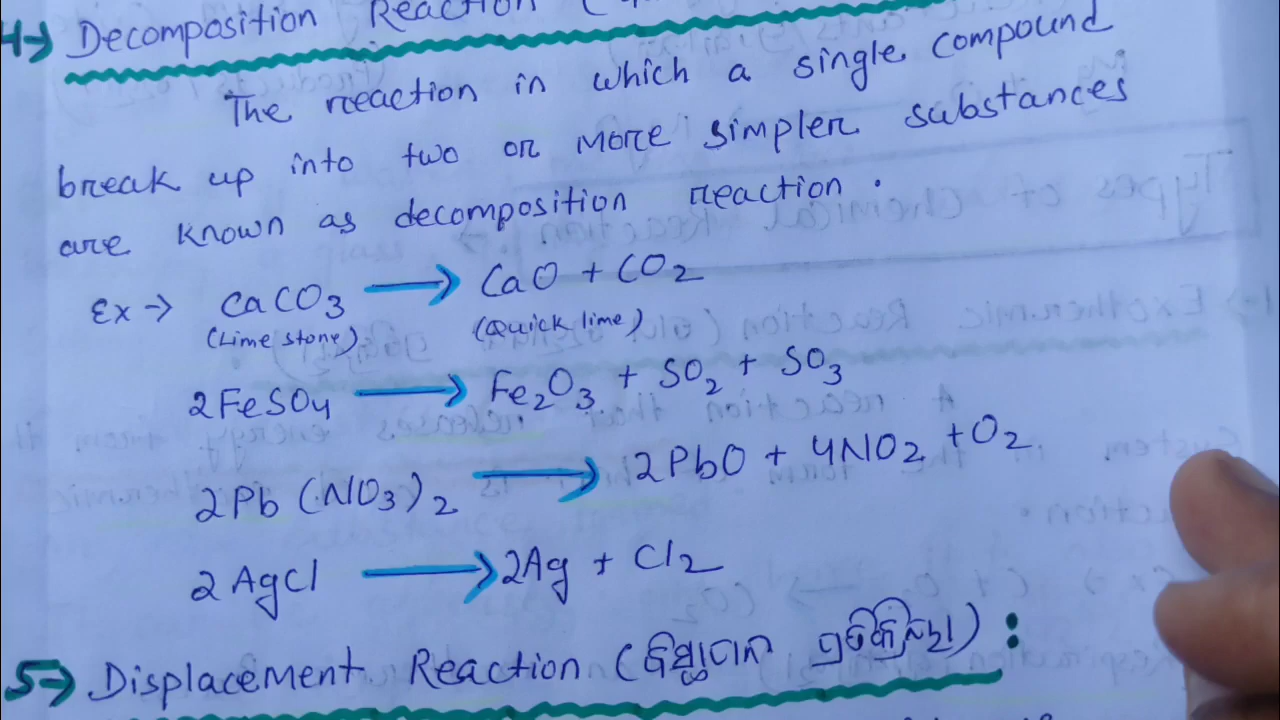 4→ Decomposition Reaction (
The reaction in which a single compound
break up into two or more simpler substances
are known as decomposition reaction.
Ex → CaCO3 ⟶ CaO + CO2
(Lime stone) (Quick lime)
2FeSO4 ⟶ Fe2O3 + SO2 + SO3
2Pb (NO3)2 ⟶ 2PbO + 4NO2 + O2
2AgCl ⟶ 2Ag + Cl2
5→ Displacement Reaction (ବିସ୍ଥାପନ ପ୍ରତିକ୍ରିୟା) :